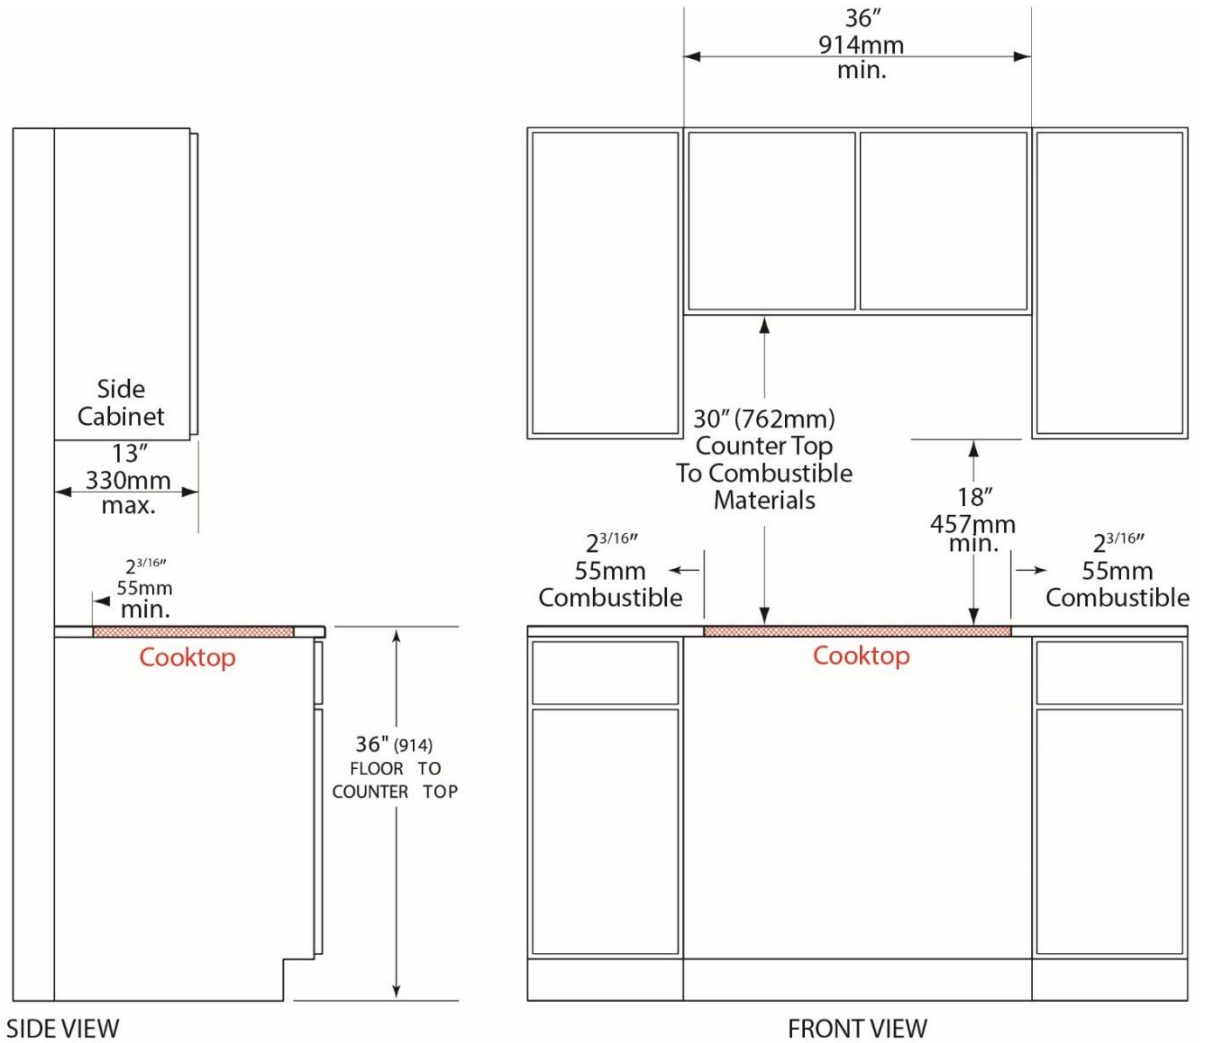 36″
914mm
min.
Side
Cabinet
13″
330mm
max.
2 3/16″
55mm
min.
Cooktop
36" (914)
FLOOR TO
COUNTER TOP
SIDE VIEW
30″ (762mm)
Counter Top
To Combustible
Materials
18″
457mm
min.
2 3/16″
55mm
Combustible
2 3/16″
55mm
Combustible
Cooktop
FRONT VIEW